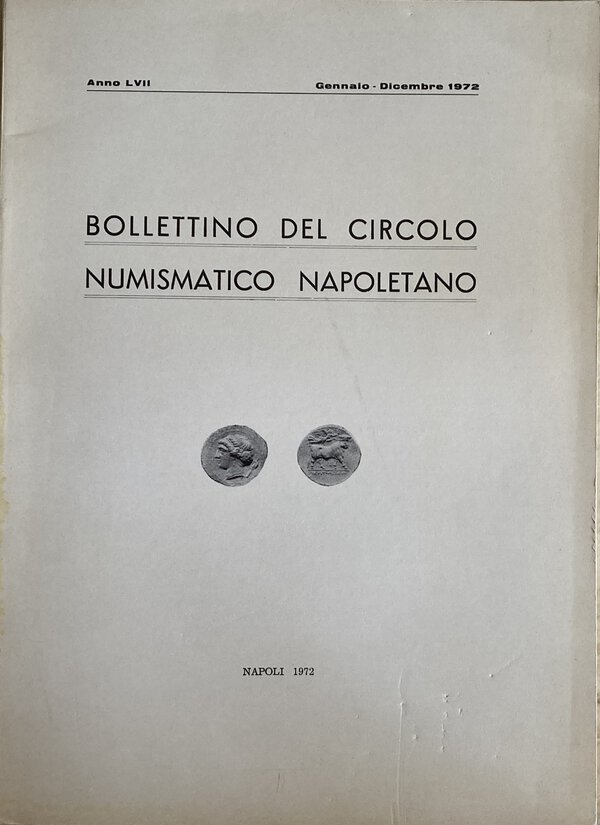 Anno LVII
Gennaio - Dicembre 1972
BOLLETTINO DEL CIRCOLO
NUMISMATICO NAPOLETANO
NAPOLI 1972